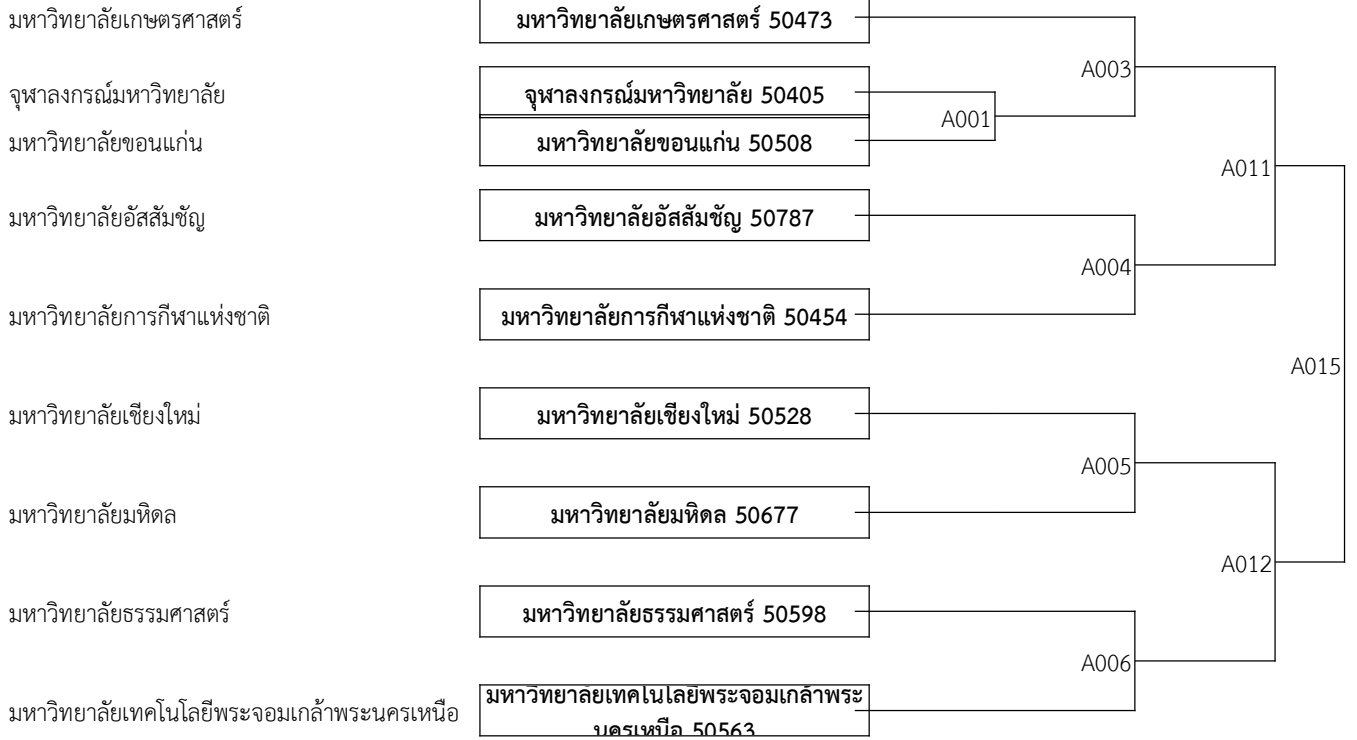 มหาวิทยาลัยเกษตรศาสตร์ มหาวิทยาลัยเกษตรศาสตร์ 50473
A003
จุฬาลงกรณ์มหาวิทยาลัย จุฬาลงกรณ์มหาวิทยาลัย 50405
A001
มหาวิทยาลัยขอนแก่น มหาวิทยาลัยขอนแก่น 50508
A011
มหาวิทยาลัยอัสสัมชัญ มหาวิทยาลัยอัสสัมชัญ 50787
A004
มหาวิทยาลัยการกีฬาแห่งชาติ มหาวิทยาลัยการกีฬาแห่งชาติ 50454
A015
มหาวิทยาลัยเชียงใหม่ มหาวิทยาลัยเชียงใหม่ 50528
A005
มหาวิทยาลัยมหิดล มหาวิทยาลัยมหิดล 50677
A012
มหาวิทยาลัยธรรมศาสตร์ มหาวิทยาลัยธรรมศาสตร์ 50598
A006
มหาวิทยาลัยเทคโนโลยีพระจอมเกล้าพระนครเหนือ มหาวิทยาลัยเทคโนโลยีพระจอมเกล้าพระ
นครเหนือ 50563